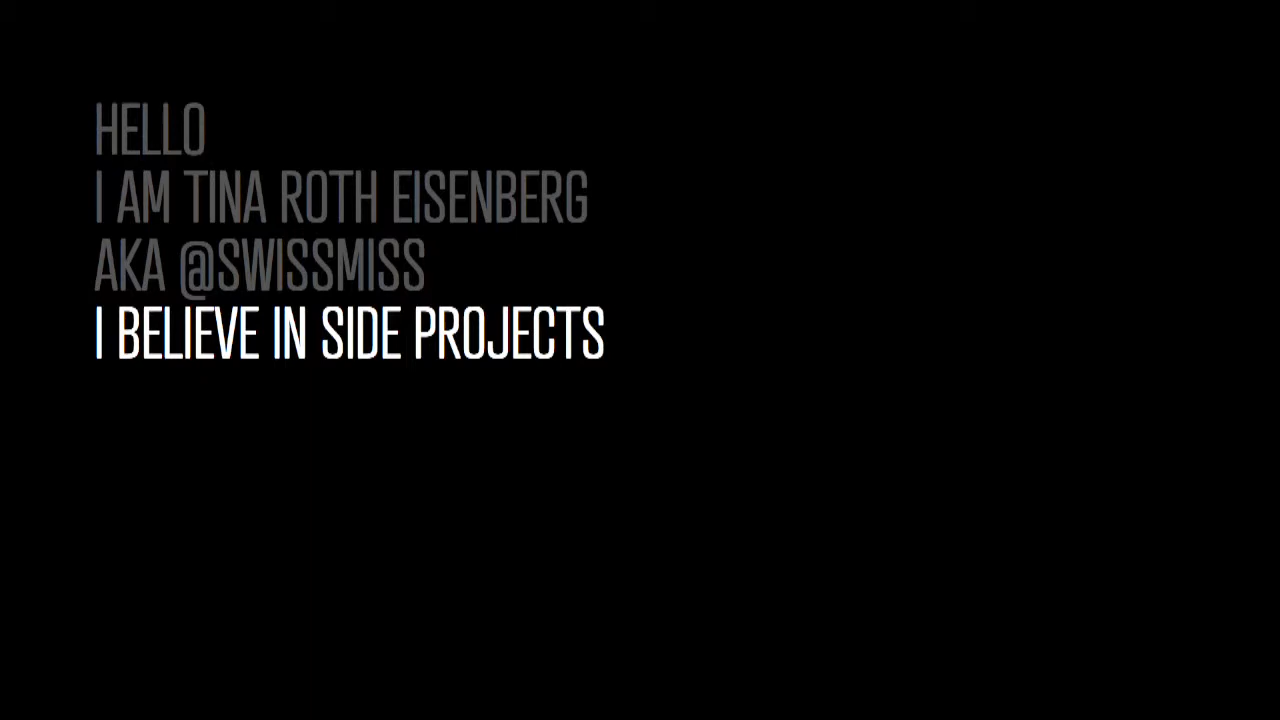 HELLO
I AM TINA ROTH EISENBERG
AKA @SWISSMISS
I BELIEVE IN SIDE PROJECTS